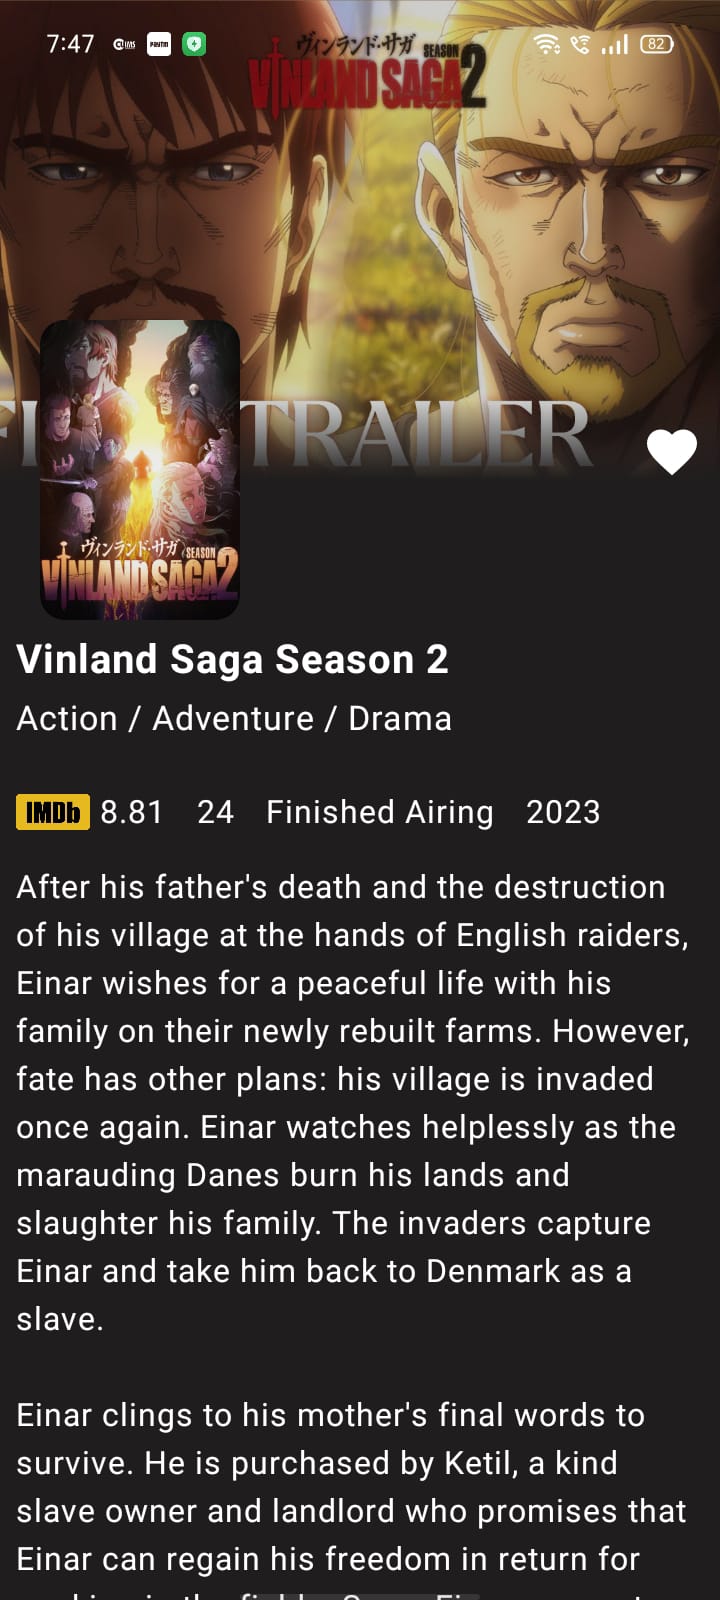 7:47
paytm
82
ヴィンランド・サガ SEASON
VINLAND SAGA 2
TRAILER
ヴィンランド・サガ SEASON
VINLAND SAGA 2
Vinland Saga Season 2
Action / Adventure / Drama
IMDb 8.81 24 Finished Airing 2023
After his father's death and the destruction
of his village at the hands of English raiders,
Einar wishes for a peaceful life with his
family on their newly rebuilt farms. However,
fate has other plans: his village is invaded
once again. Einar watches helplessly as the
marauding Danes burn his lands and
slaughter his family. The invaders capture
Einar and take him back to Denmark as a
slave.
Einar clings to his mother's final words to
survive. He is purchased by Ketil, a kind
slave owner and landlord who promises that
Einar can regain his freedom in return for